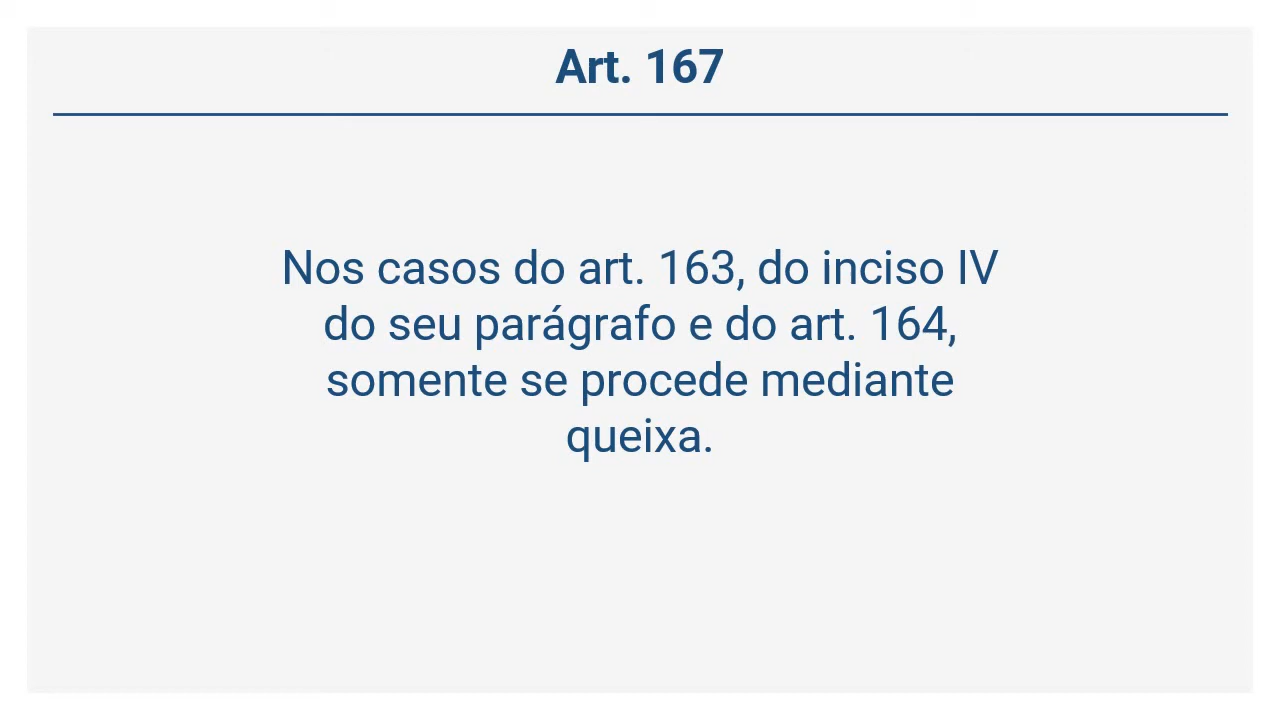 Art. 167
Nos casos do art. 163, do inciso IV
do seu parágrafo e do art. 164,
somente se procede mediante
queixa.